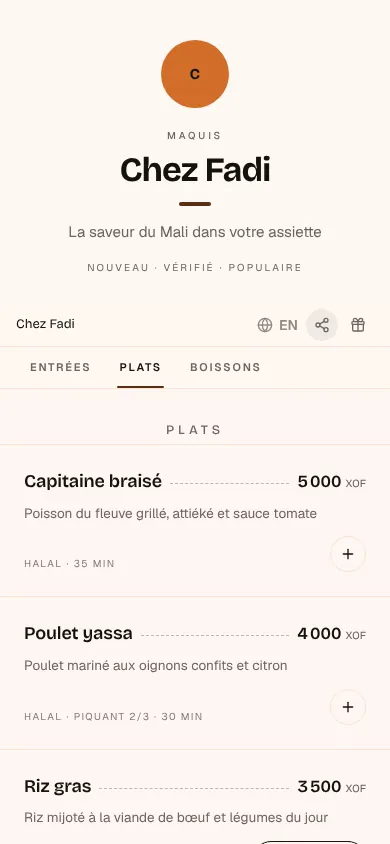 C
MAQUIS
Chez Fadi
La saveur du Mali dans votre assiette
NOUVEAU · VÉRIFIÉ · POPULAIRE
Chez Fadi EN
ENTRÉES PLATS BOISSONS
PLATS
Capitaine braisé 5 000 XOF
Poisson du fleuve grillé, attiéké et sauce tomate
HALAL · 35 MIN
Poulet yassa 4 000 XOF
Poulet mariné aux oignons confits et citron
HALAL · PIQUANT 2/3 · 30 MIN
Riz gras 3 500 XOF
Riz mijoté à la viande de bœuf et légumes du jour